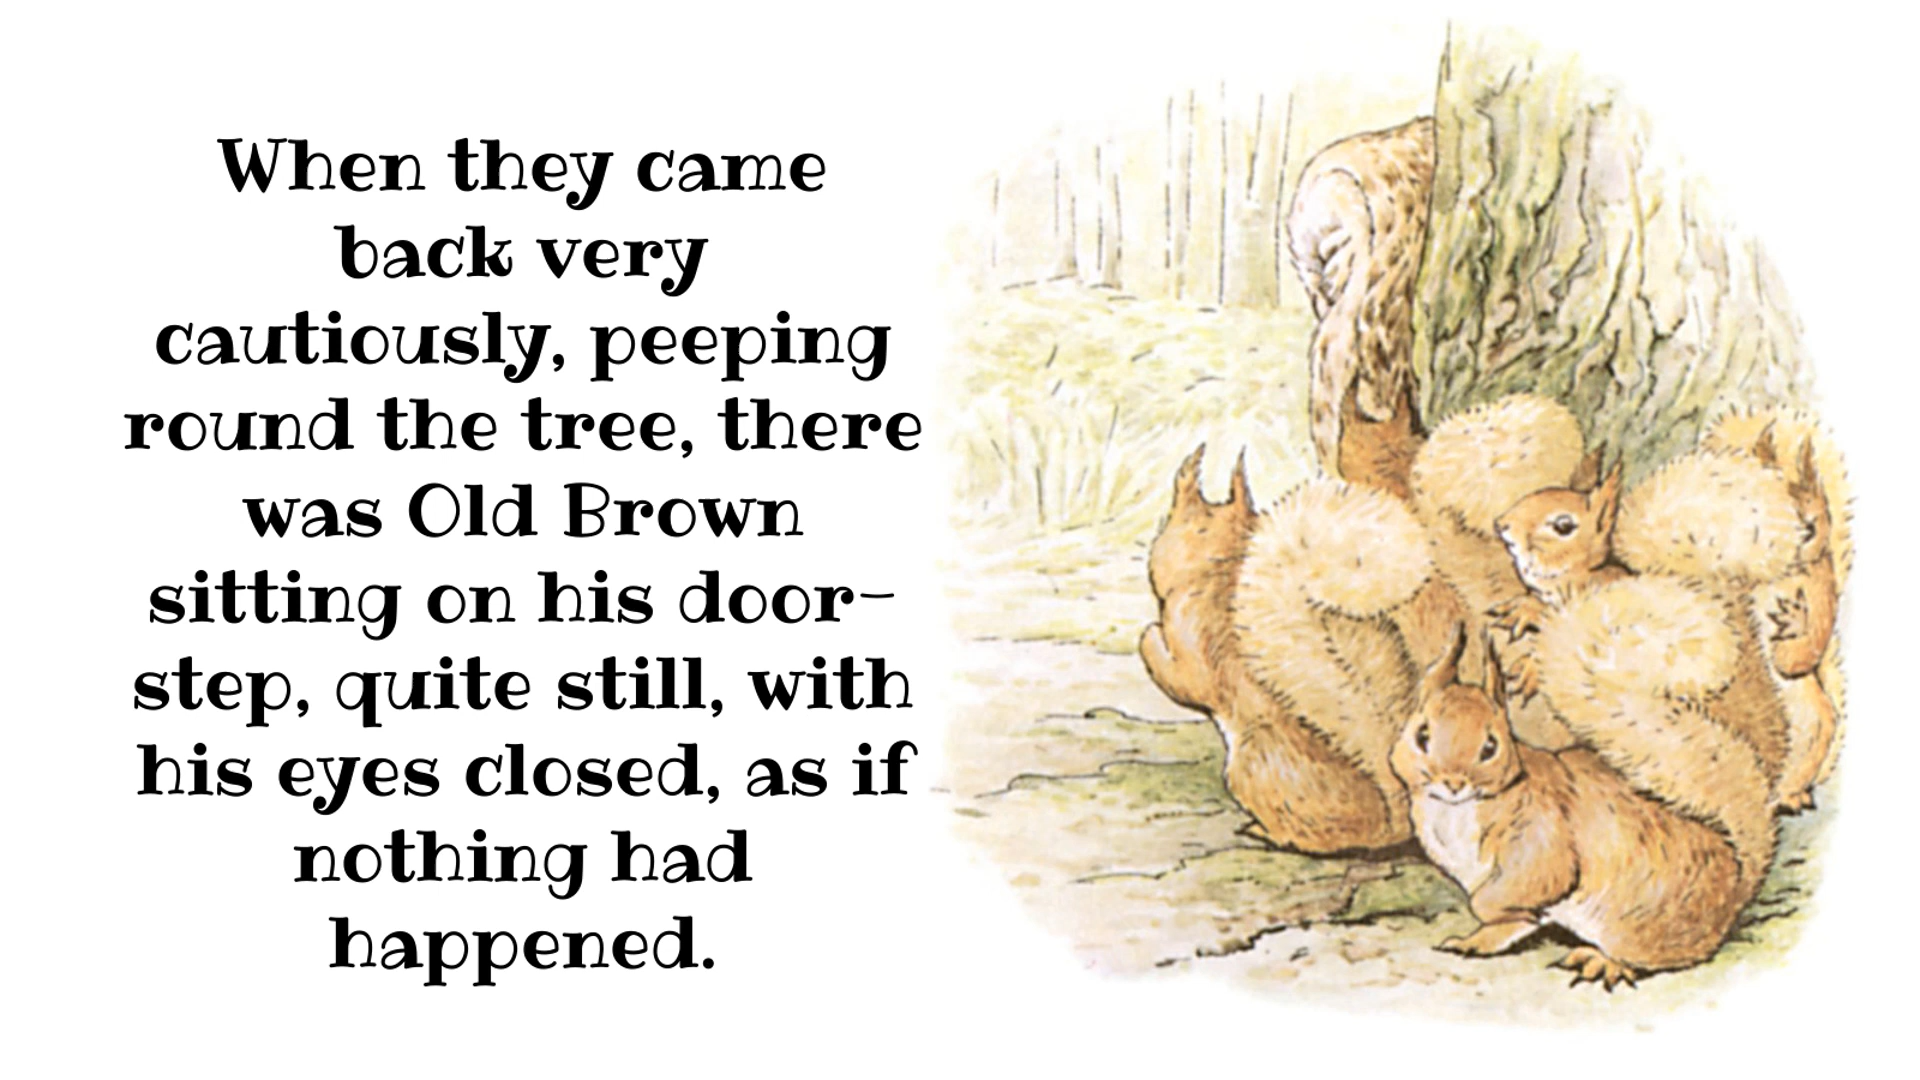 When they came
back very
cautiously, peeping
round the tree, there
was Old Brown
sitting on his door-
step, quite still, with
his eyes closed, as if
nothing had
happened.